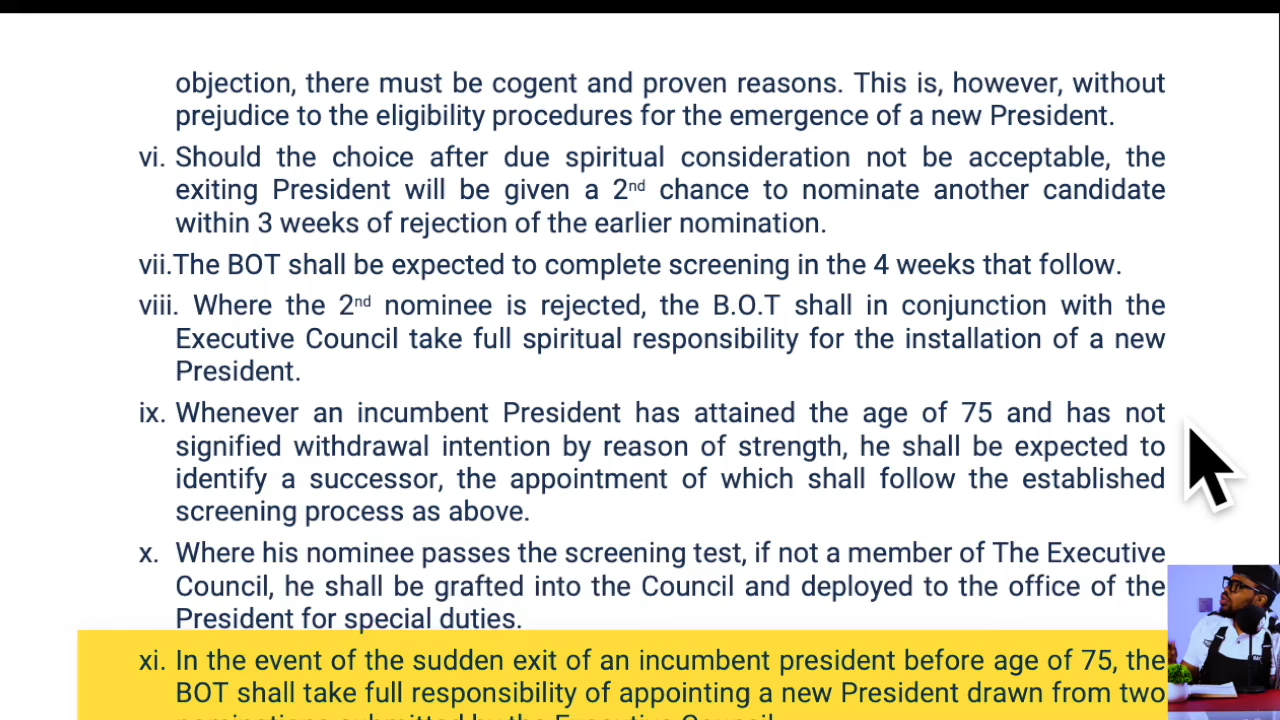 objection, there must be cogent and proven reasons. This is, however, without
prejudice to the eligibility procedures for the emergence of a new President.
vi. Should the choice after due spiritual consideration not be acceptable, the
exiting President will be given a 2nd chance to nominate another candidate
within 3 weeks of rejection of the earlier nomination.
vii.The BOT shall be expected to complete screening in the 4 weeks that follow.
viii. Where the 2nd nominee is rejected, the B.O.T shall in conjunction with the
Executive Council take full spiritual responsibility for the installation of a new
President.
ix. Whenever an incumbent President has attained the age of 75 and has not
signified withdrawal intention by reason of strength, he shall be expected to
identify a successor, the appointment of which shall follow the established
screening process as above.
x. Where his nominee passes the screening test, if not a member of The Executive
Council, he shall be grafted into the Council and deployed to the office of the
President for special duties.
xi. In the event of the sudden exit of an incumbent president before age of 75, the
BOT shall take full responsibility of appointing a new President drawn from two
nominations submitted by the Executive Council